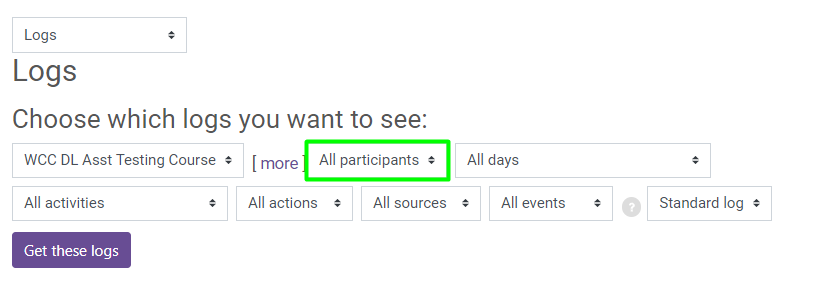 Logs
Logs
Choose which logs you want to see:
WCC DL Asst Testing Course [ more ] All participants All days
All activities All actions All sources All events ? Standard log
Get these logs